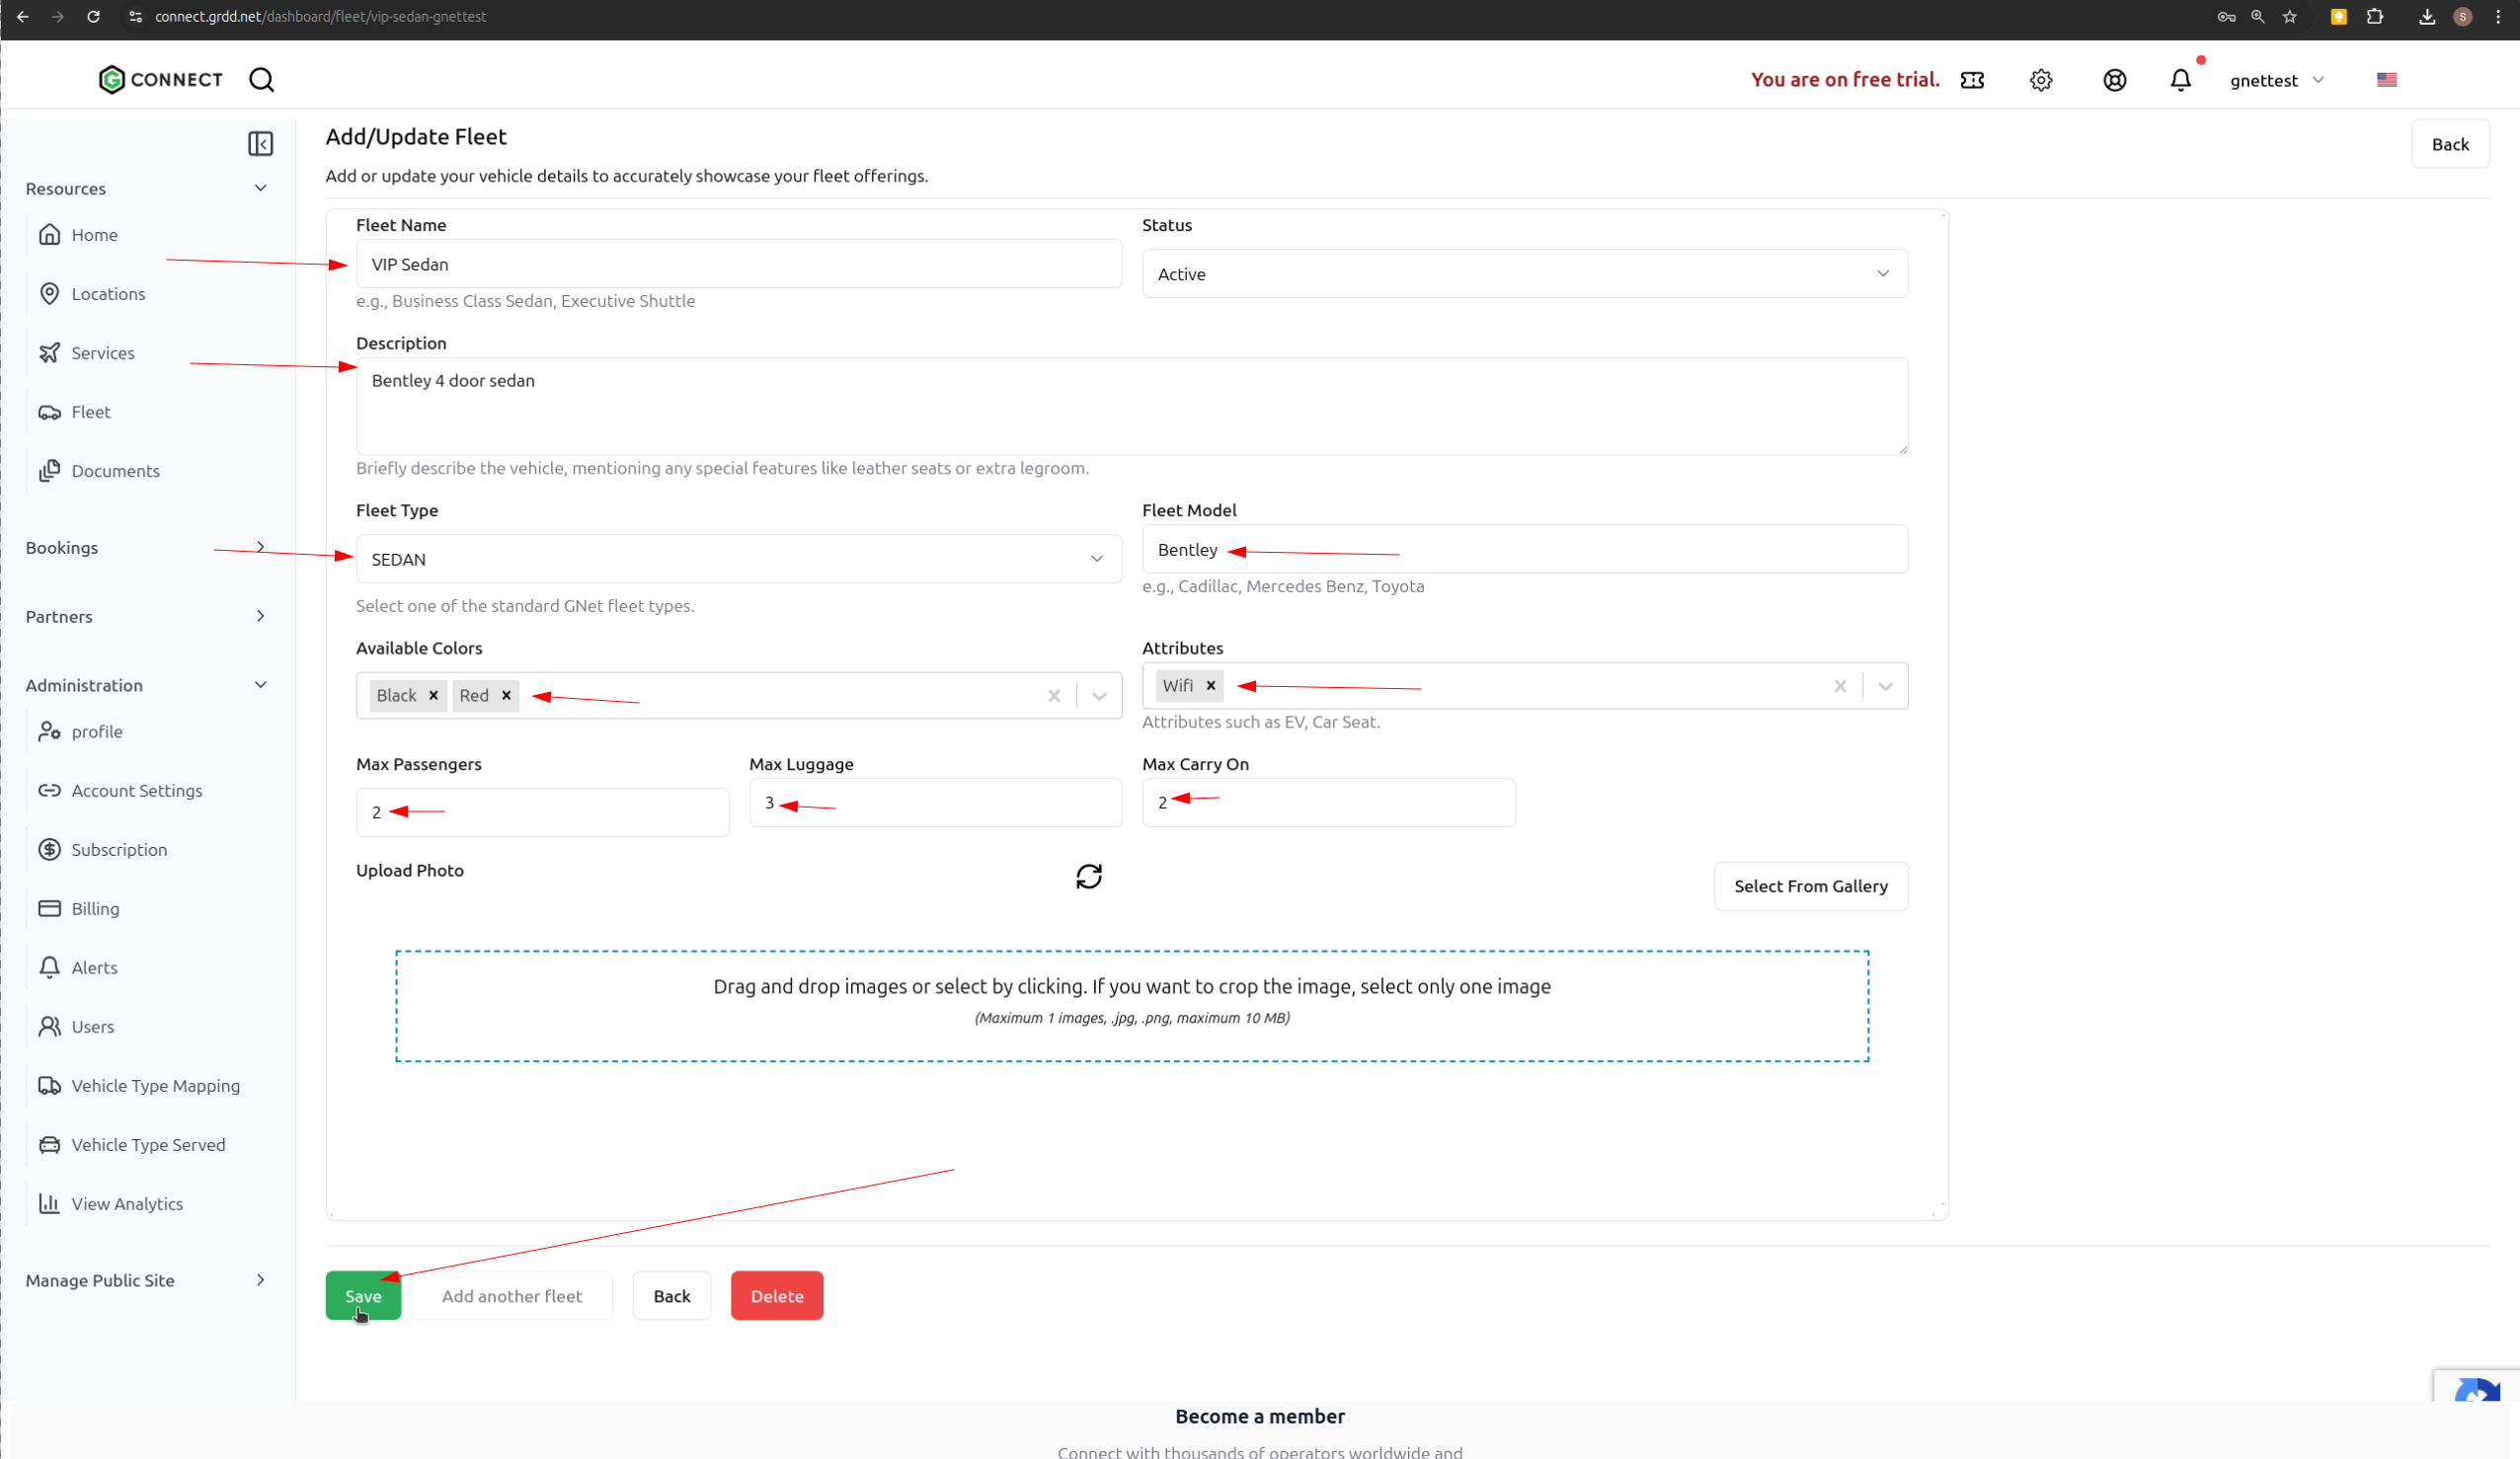 connect.grdd.net/dashboard/fleet/vip-sedan-gnettest
S
CONNECT
You are on free trial.
gnettest
Resources
Home
Locations
Services
Fleet
Documents
Bookings
Partners
Administration
profile
Account Settings
Subscription
Billing
Alerts
Users
Vehicle Type Mapping
Vehicle Type Served
View Analytics
Manage Public Site
Add/Update Fleet
Back
Add or update your vehicle details to accurately showcase your fleet offerings.
Fleet Name
Status
VIP Sedan
Active
e.g., Business Class Sedan, Executive Shuttle
Description
Bentley 4 door sedan
Briefly describe the vehicle, mentioning any special features like leather seats or extra legroom.
Fleet Type
Fleet Model
SEDAN
Bentley
Select one of the standard GNet fleet types.
e.g., Cadillac, Mercedes Benz, Toyota
Available Colors
Attributes
Black
Red
Wifi
Attributes such as EV, Car Seat.
Max Passengers
Max Luggage
Max Carry On
2
3
2
Upload Photo
Select From Gallery
Drag and drop images or select by clicking. If you want to crop the image, select only one image
(Maximum 1 images, .jpg, .png, maximum 10 MB)
Save
Add another fleet
Back
Delete
Become a member
Connect with thousands of operators worldwide and